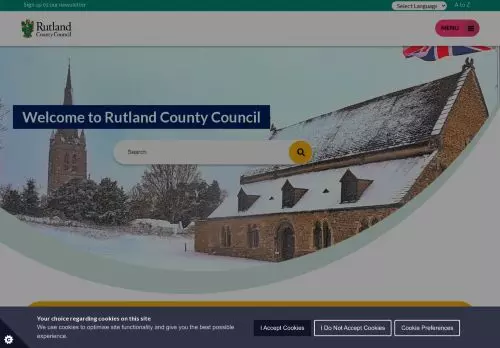 Sign up to our newsletter
Select Language
A to Z
Rutland
County Council
MENU
Welcome to Rutland County Council
Search
Your choice regarding cookies on this site
We use cookies to optimise site functionality and give you the best possible
experience.
I Accept Cookies
I Do Not Accept Cookies
Cookie Preferences